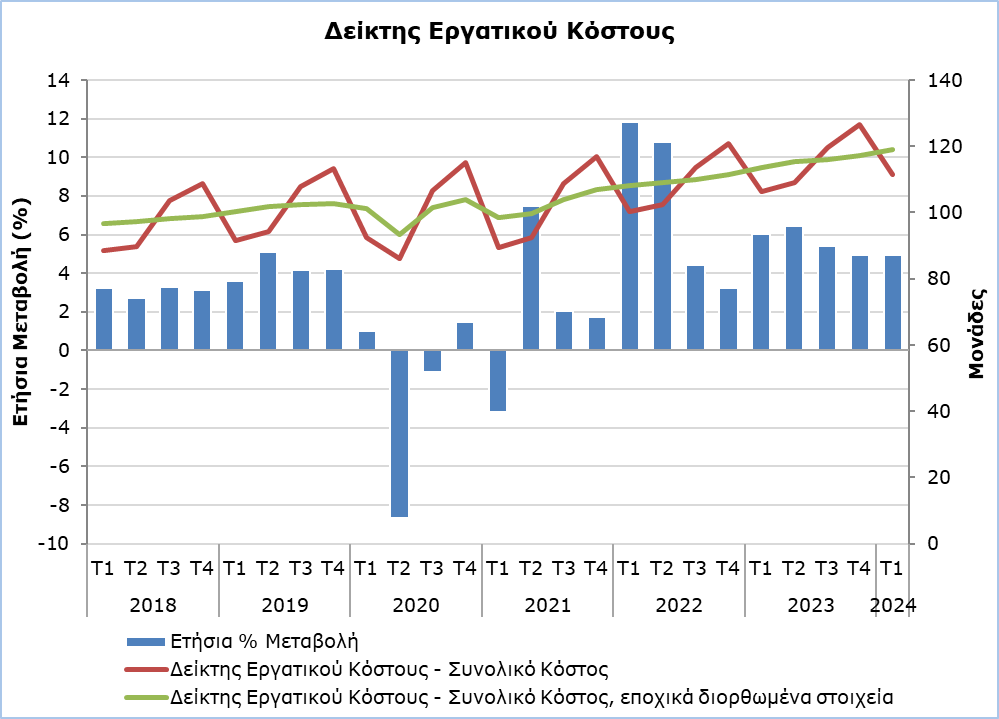 Δείκτης Εργατικού Κόστους
Ετήσια Μεταβολή (%)
14
12
10
8
6
4
2
0
-2
-4
-6
-8
-10
140
120
100
80
60
40
20
0
Μονάδες
Τ1 Τ2 Τ3 Τ4 Τ1 Τ2 Τ3 Τ4 Τ1 Τ2 Τ3 Τ4 Τ1 Τ2 Τ3 Τ4 Τ1 Τ2 Τ3 Τ4 Τ1 Τ2 Τ3 Τ4 Τ1
2018 2019 2020 2021 2022 2023 2024
Ετήσια % Μεταβολή
Δείκτης Εργατικού Κόστους - Συνολικό Κόστος
Δείκτης Εργατικού Κόστους - Συνολικό Κόστος, εποχικά διορθωμένα στοιχεία